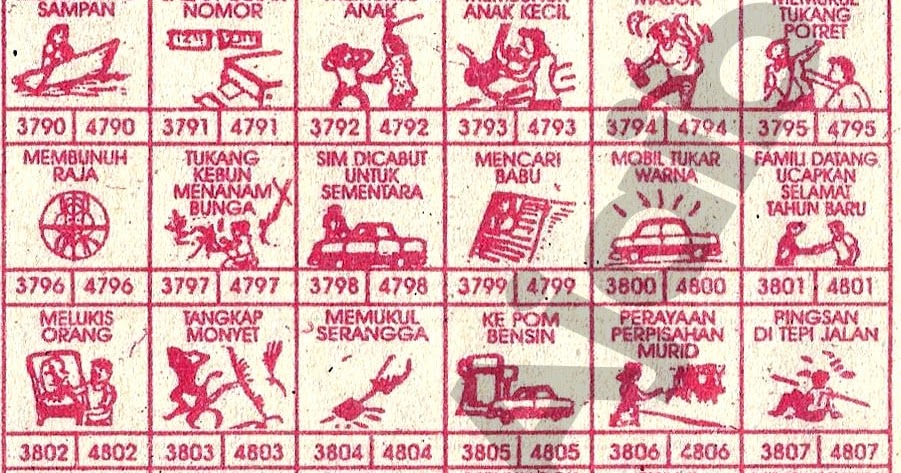 SAMPAN
NOMOR
ANAK
ANAK KECIL
MEMUKUL
TUKANG
POTRET
3790 4790 3791 4791 3792 4792 3793 4793 3794 4794 3795 4795
MEMBUNUH
RAJA
TUKANG
KEBUN
MENANAM
BUNGA
SIM DICABUT
UNTUK
SEMENTARA
MENCARI
BABU
MOBIL TUKAR
WARNA
FAMILI DATANG
UCAPKAN
SELAMAT
TAHUN BARU
3796 4796 3797 4797 3798 4798 3799 4799 3800 4800 3801 4801
MELUKIS
ORANG
TANGKAP
MONYET
MEMUKUL
SERANGGA
KE POM
BENSIN
PERAYAAN
PERPISAHAN
MURID
PINGSAN
DI TEPI JALAN
3802 4802 3803 4803 3804 4804 3805 4805 3806 4806 3807 4807